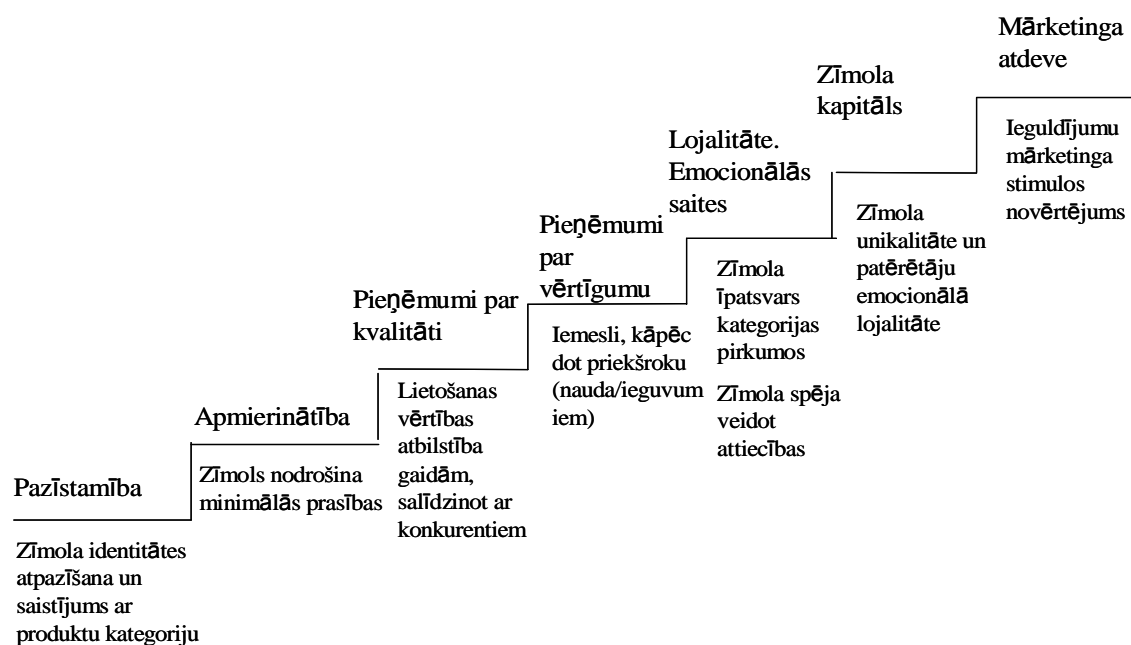 Pazīstamība
Zīmola identitātes
atpazīšana un
saistījums ar
produktu kategoriju
Apmierinātība
Zīmols nodrošina
minimālās prasības
Pieņēmumi par
kvalitāti
Lietošanas
vērtības
atbilstība
gaidām,
salīdzinot ar
konkurentiem
Pieņēmumi
par
vērtīgumu
Iemesli, kāpēc
dot priekšroku
(nauda/ieguvum
iem)
Lojalitāte.
Emocionālās
saites
Zīmola
īpatsvars
kategorijas
pirkumos
Zīmola spēja
veidot
attiecības
Zīmola
kapitāls
Zīmola
unikalitāte un
patērētāju
emocionālā
lojalitāte
Mārketinga
atdeve
Ieguldījumu
mārketinga
stimulos
novērtējums